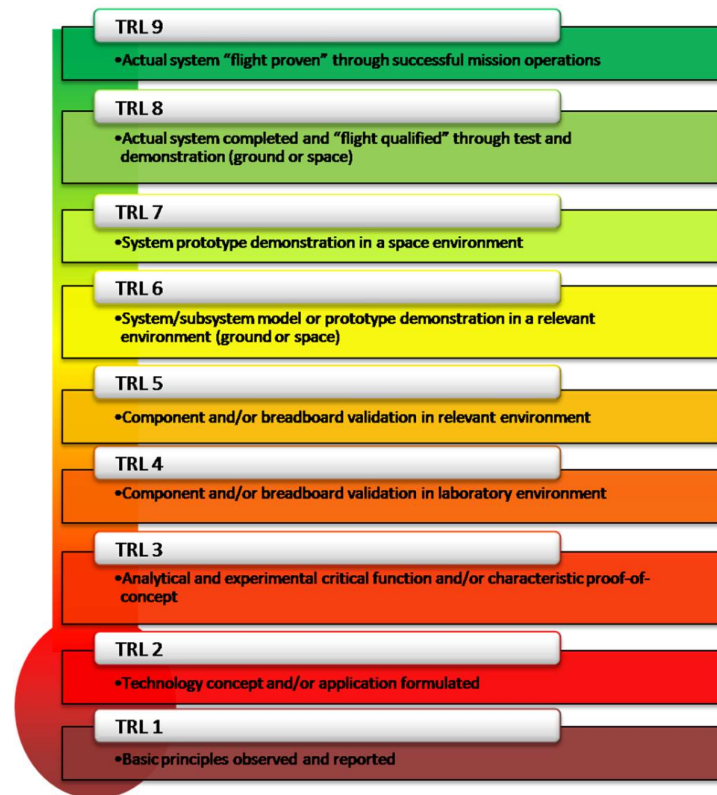 TRL 9
•Actual system “flight proven” through successful mission operations
TRL 8
•Actual system completed and “flight qualified” through test and
demonstration (ground or space)
TRL 7
•System prototype demonstration in a space environment
TRL 6
•System/subsystem model or prototype demonstration in a relevant
environment (ground or space)
TRL 5
•Component and/or breadboard validation in relevant environment
TRL 4
•Component and/or breadboard validation in laboratory environment
TRL 3
•Analytical and experimental critical function and/or characteristic proof-of-
concept
TRL 2
•Technology concept and/or application formulated
TRL 1
•Basic principles observed and reported